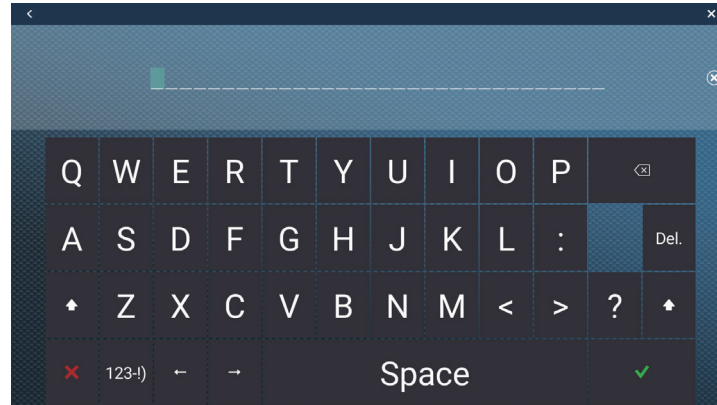 Q W E R T Y U I O P
A S D F G H J K L : Del.
Z X C V B N M < > ?
123-!) ← → Space